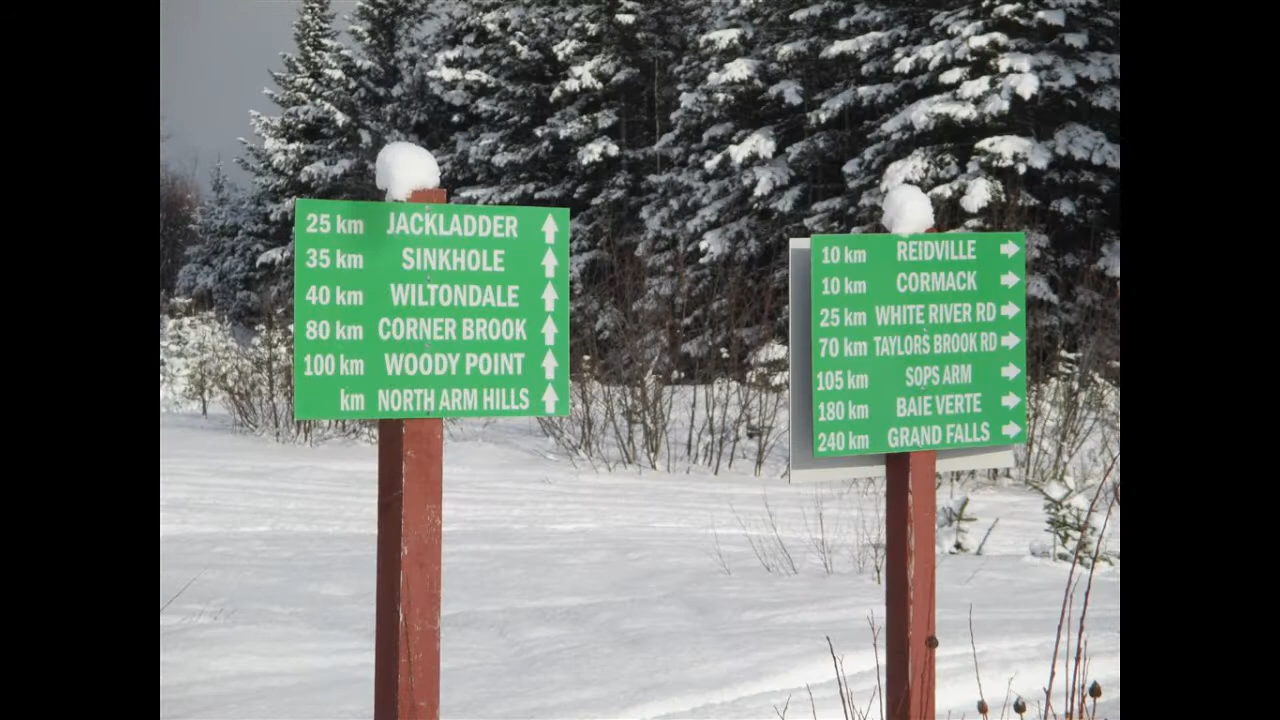 25 km JACKLADDER
35 km SINKHOLE
40 km WILTONDALE
80 km CORNER BROOK
100 km WOODY POINT
km NORTH ARM HILLS
10 km REIDVILLE
10 km CORMACK
25 km WHITE RIVER RD
70 km TAYLORS BROOK RD
105 km SOPS ARM
180 km BAIE VERTE
240 km GRAND FALLS